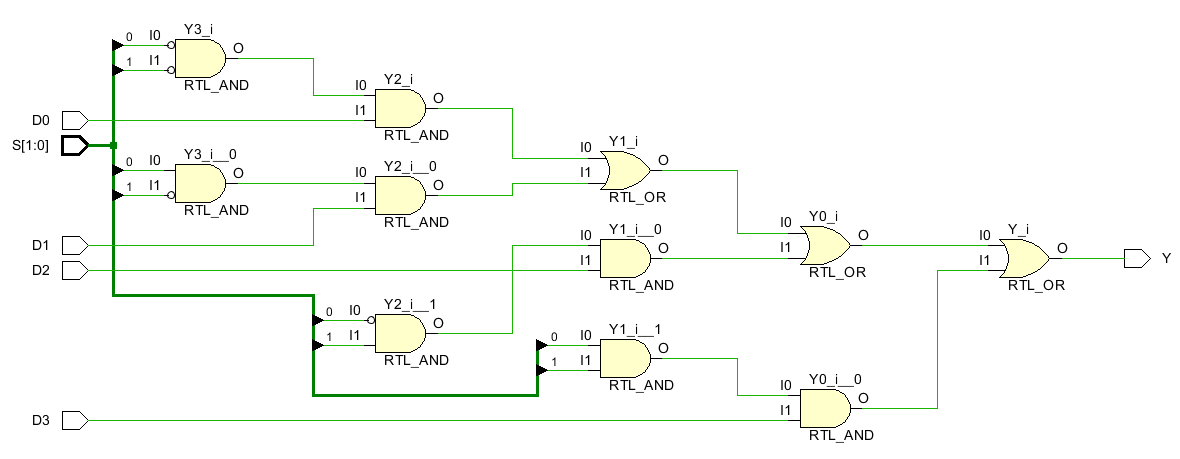 Y3_i
0 I0
O
1 I1
RTL_AND
Y2_i
I0
O
D0
I1
RTL_AND
S[1:0]
Y1_i
I0
O
I1
RTL_OR
Y3_i__0
0 I0
O
1 I1
RTL_AND
Y2_i__0
I0
O
I1
RTL_AND
D1
D2
Y1_i__0
I0
O
I1
RTL_AND
Y0_i
I0
O
I1
RTL_OR
Y_i
I0
O
I1
RTL_OR
Y
Y2_i__1
0 I0
O
1 I1
RTL_AND
Y1_i__1
0 I0
O
1 I1
RTL_AND
Y0_i__0
I0
O
I1
RTL_AND
D3